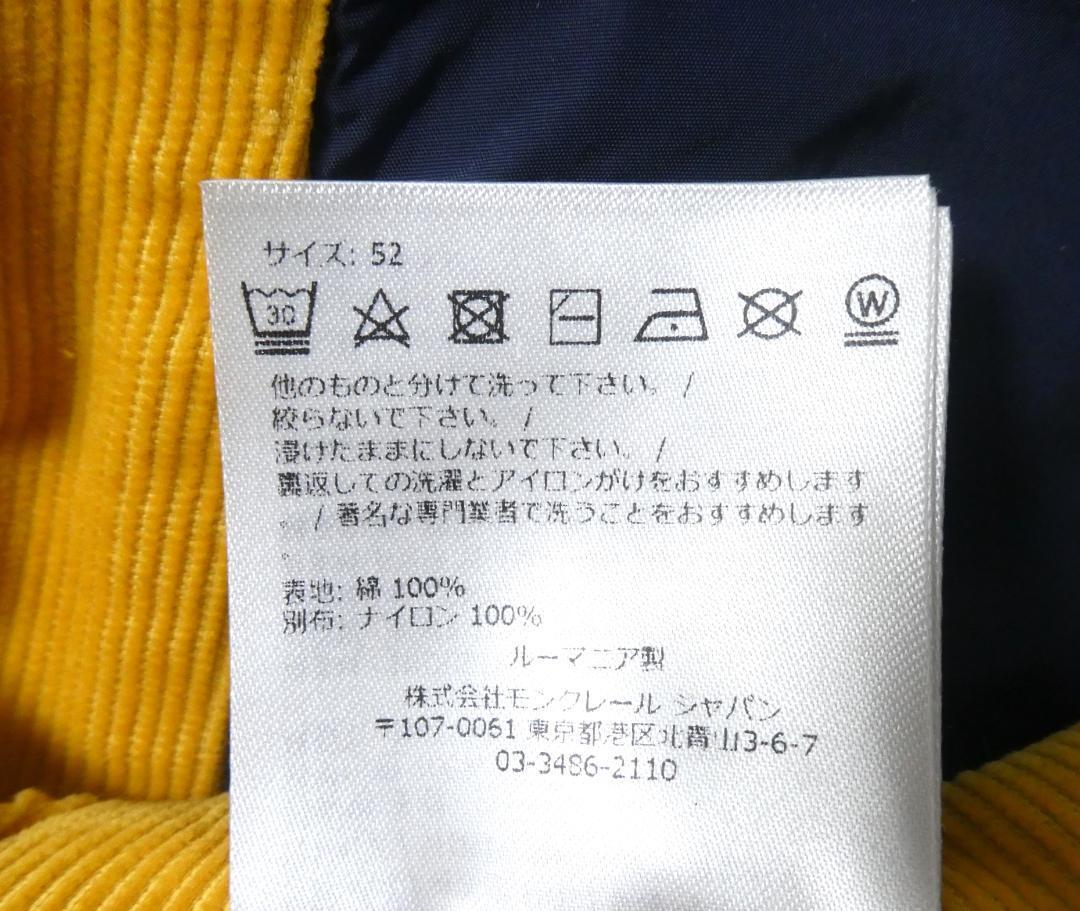 サイズ: 52
30
W
他のものと分けて洗って下さい。 /
絞らないで下さい。 /
浸けたままにしないで下さい。 /
裏返しての洗濯とアイロンがけをおすすめします
。 / 著名な専門業者で洗うことをおすすめします
。
表地: 綿 100%
別布: ナイロン 100%
ルーマニア製
株式会社モンクレール ジャパン
〒107-0061 東京都港区北青山3-6-7
03-3486-2110